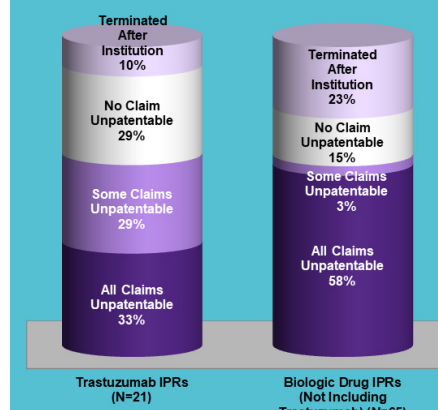 Terminated
After
Institution
10%
No Claim
Unpatentable
29%
Some Claims
Unpatentable
29%
All Claims
Unpatentable
33%
Trastuzumab IPRs
(N=21)
Terminated
After
Institution
23%
No Claim
Unpatentable
15%
Some Claims
Unpatentable
3%
All Claims
Unpatentable
58%
Biologic Drug IPRs
(Not Including
Trastuzumab) (N=65)